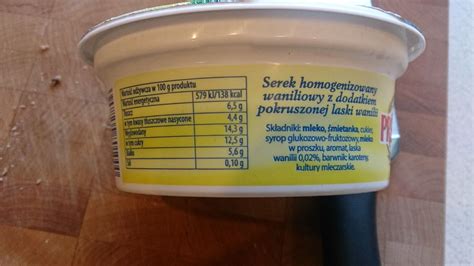 Wartość odżywcza w 100 g produktu
Wartość energetyczna 579 kJ/138 kcal
Tłuszcz 6,5 g
w tym kwasy tłuszczowe nasycone 4,4 g
Węglowodany 14,3 g
w tym cukry 12,5 g
Białko 5,6 g
Sól 0,10 g
Serek homogenizowany
waniliowy z dodatkiem
pokruszonej laski wanilii
Składniki: mleko, śmietanka, cukier,
syrop glukozowo-fruktozowy, mleko
w proszku, aromat, laska
wanilii 0,02%, barwnik: karoteny,
kultury mleczarskie.